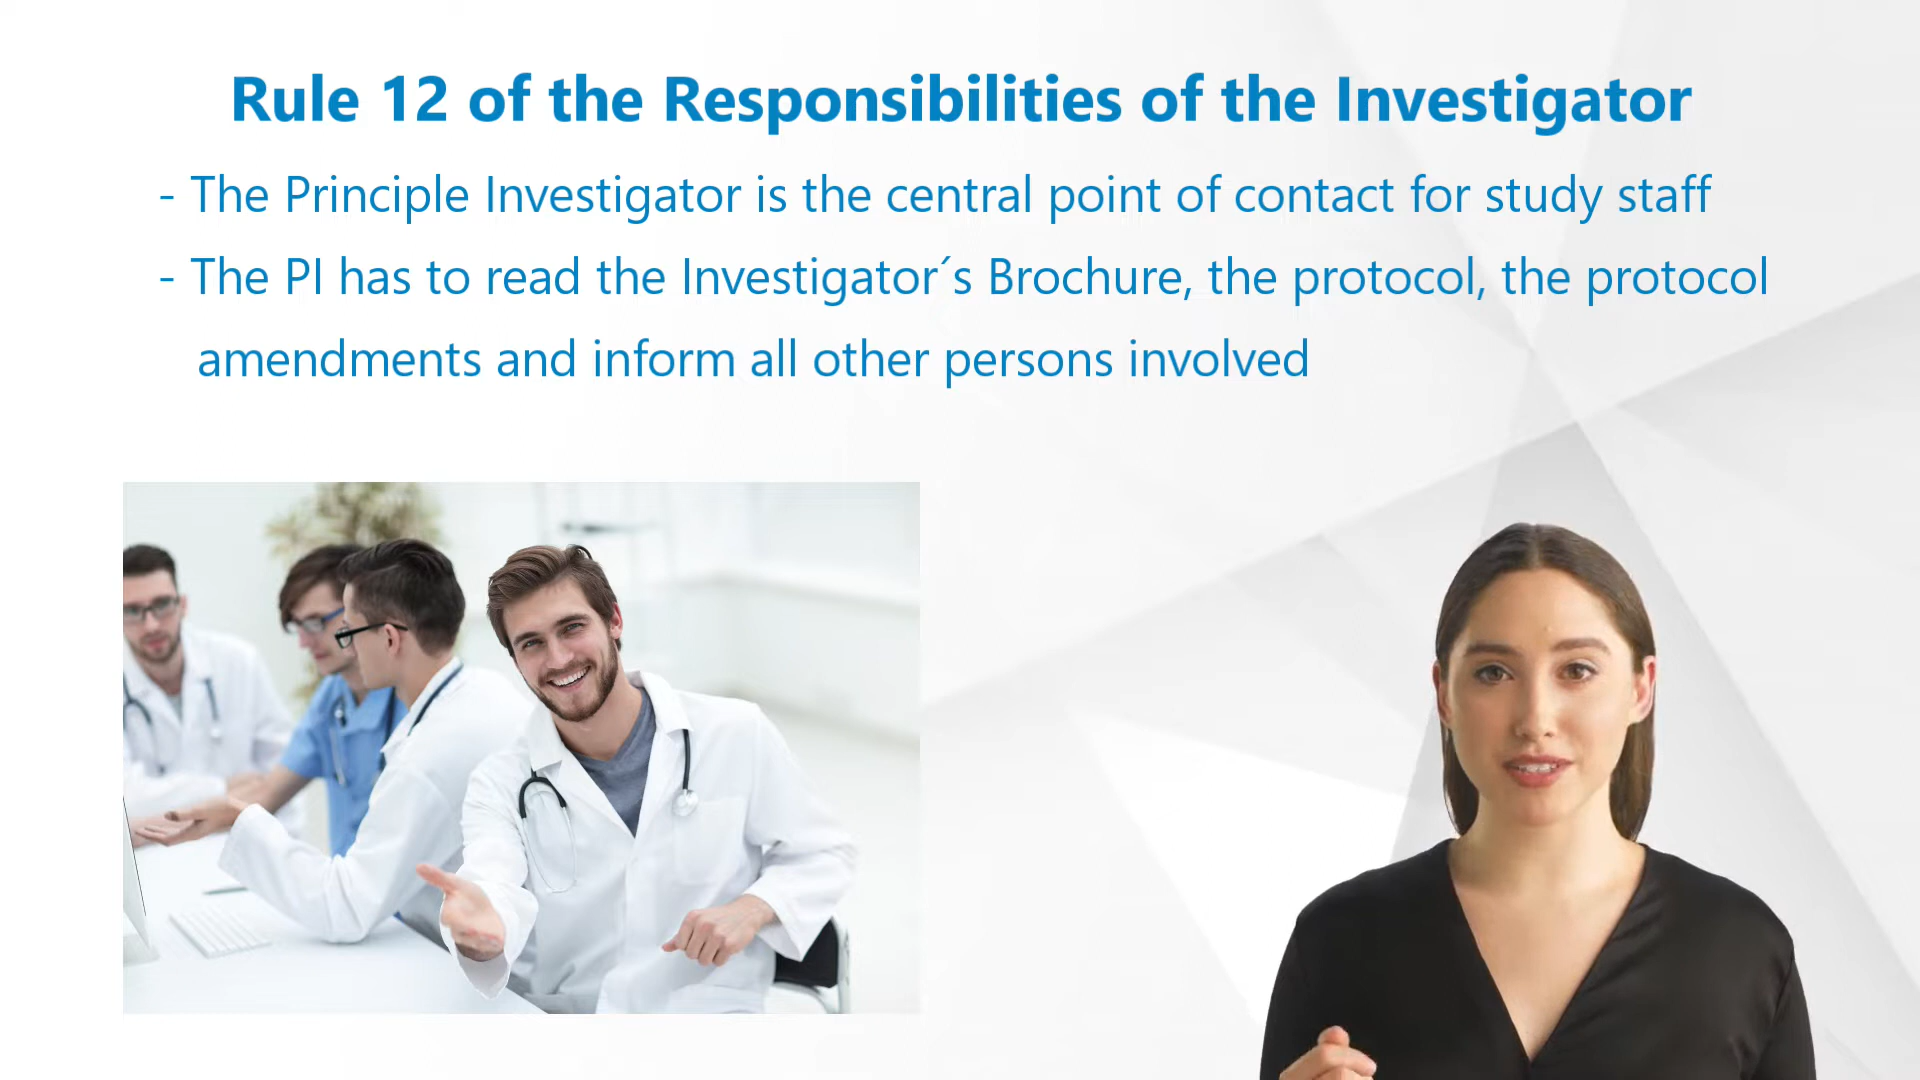 Rule 12 of the Responsibilities of the Investigator
- The Principle Investigator is the central point of contact for study staff
- The PI has to read the Investigator´s Brochure, the protocol, the protocol
amendments and inform all other persons involved